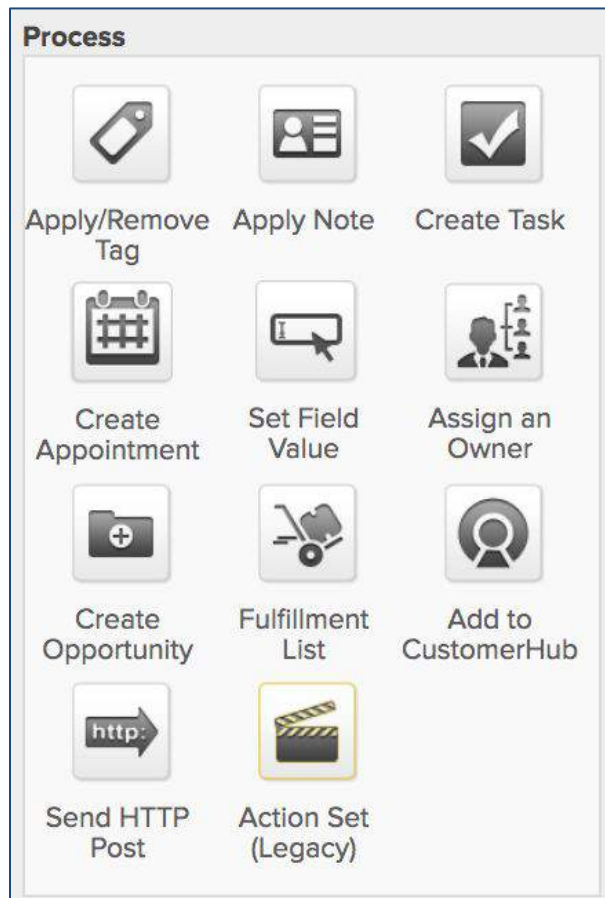 Process
Apply/Remove
Tag
Apply Note
Create Task
Create
Appointment
Set Field
Value
Assign an
Owner
Create
Opportunity
Fulfillment
List
Add to
CustomerHub
http:
Send HTTP
Post
Action Set
(Legacy)